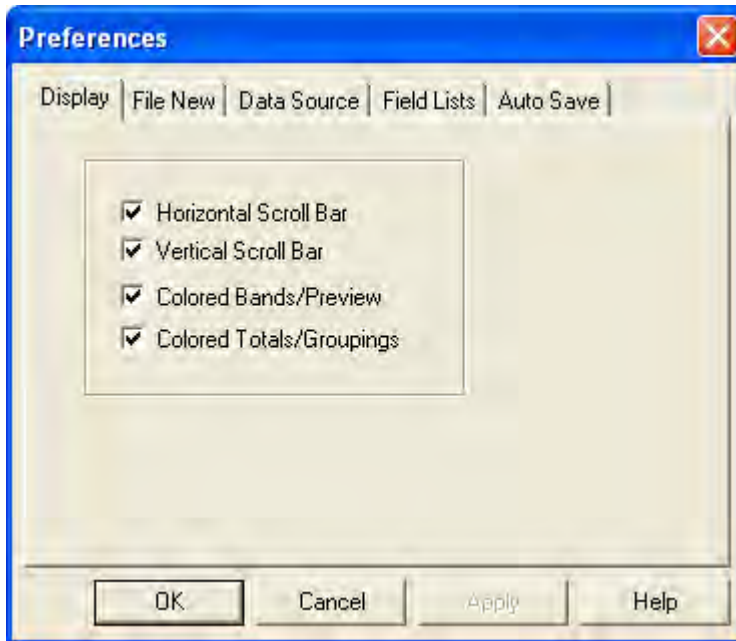 Preferences
Display File New Data Source Field Lists Auto Save
Horizontal Scroll Bar
Vertical Scroll Bar
Colored Bands/Preview
Colored Totals/Groupings
OK Cancel Apply Help